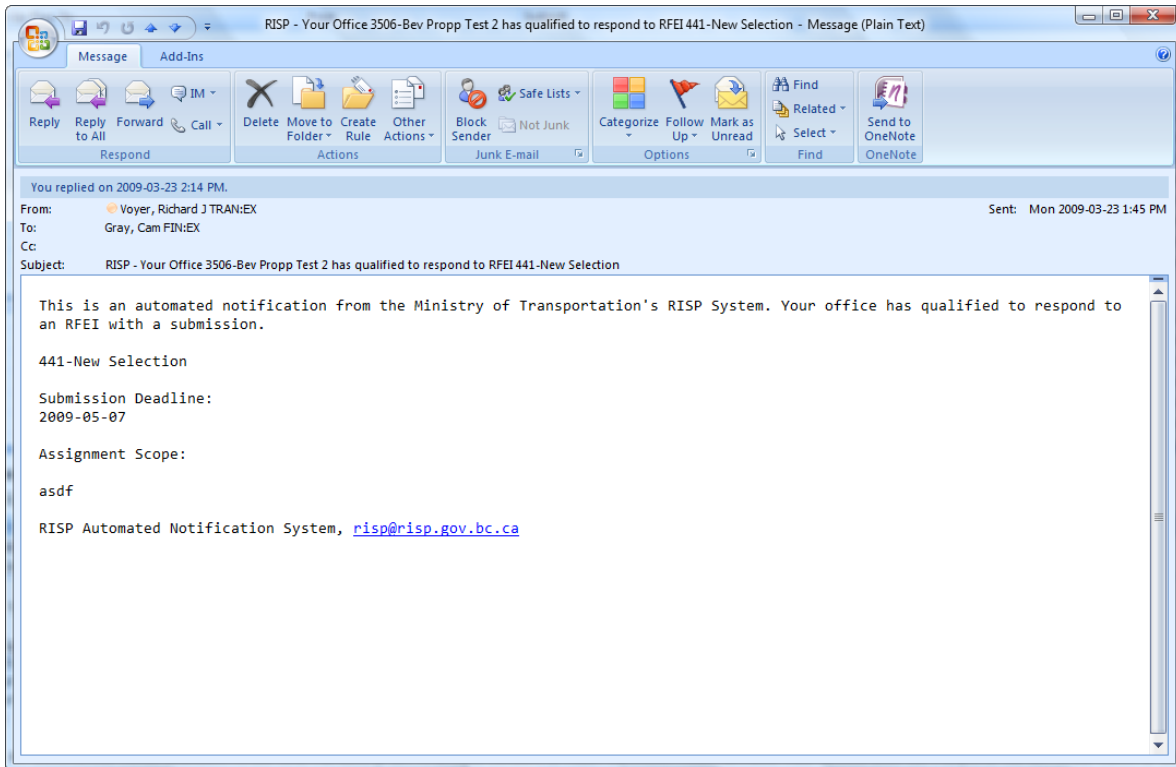 RISP - Your Office 3506-Bev Propp Test 2 has qualified to respond to RFEI 441-New Selection - Message (Plain Text)
Message Add-Ins
Reply
Reply to All
Forward
IM
Call
Respond
Delete
Move to Folder
Create Rule
Other Actions
Actions
Block Sender
Safe Lists
Not Junk
Junk E-mail
Categorize
Follow Up
Mark as Unread
Options
Find
Related
Select
Find
Send to OneNote
OneNote
You replied on 2009-03-23 2:14 PM.
From: Voyer, Richard J TRAN:EX Sent: Mon 2009-03-23 1:45 PM
To: Gray, Cam FIN:EX
Cc:
Subject: RISP - Your Office 3506-Bev Propp Test 2 has qualified to respond to RFEI 441-New Selection
This is an automated notification from the Ministry of Transportation's RISP System. Your office has qualified to respond to
an RFEI with a submission.
441-New Selection
Submission Deadline:
2009-05-07
Assignment Scope:
asdf
RISP Automated Notification System, risp@risp.gov.bc.ca